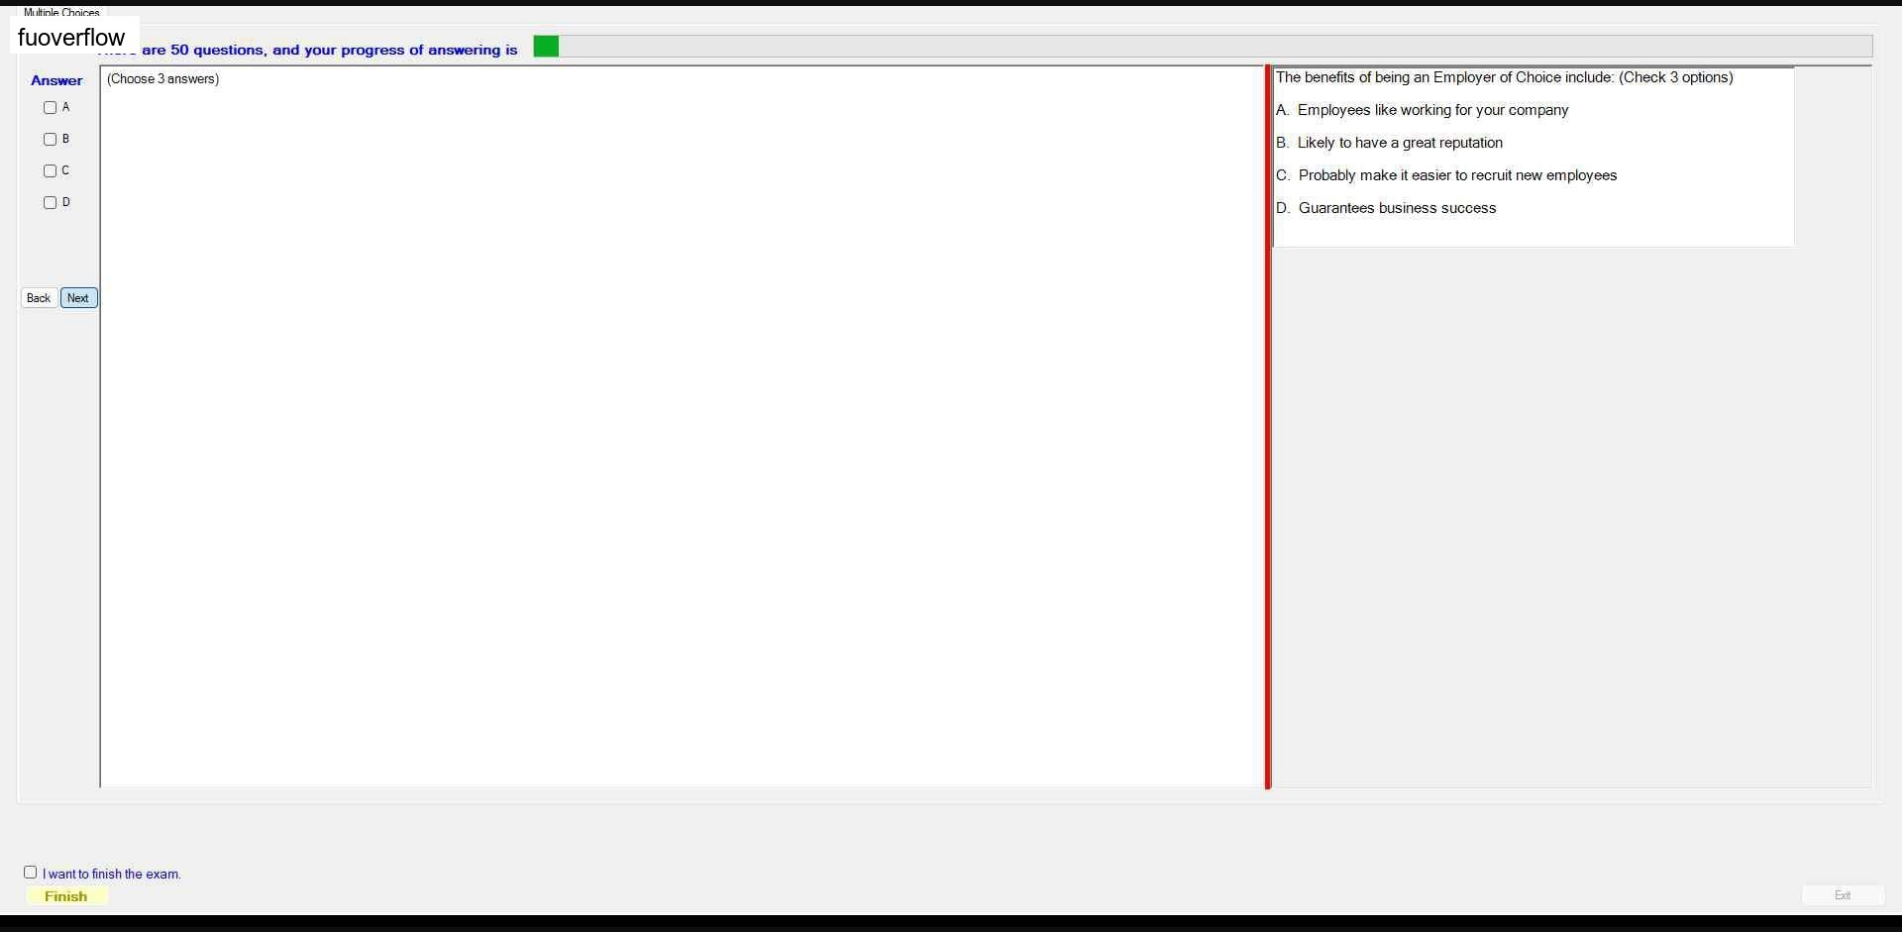 Multiple Choices
fuoverflow
are 50 questions, and your progress of answering is
Answer
(Choose 3 answers)
A
B
C
D
Back
Next
The benefits of being an Employer of Choice include: (Check 3 options)
A. Employees like working for your company
B. Likely to have a great reputation
C. Probably make it easier to recruit new employees
D. Guarantees business success
I want to finish the exam.
Finish
Exit